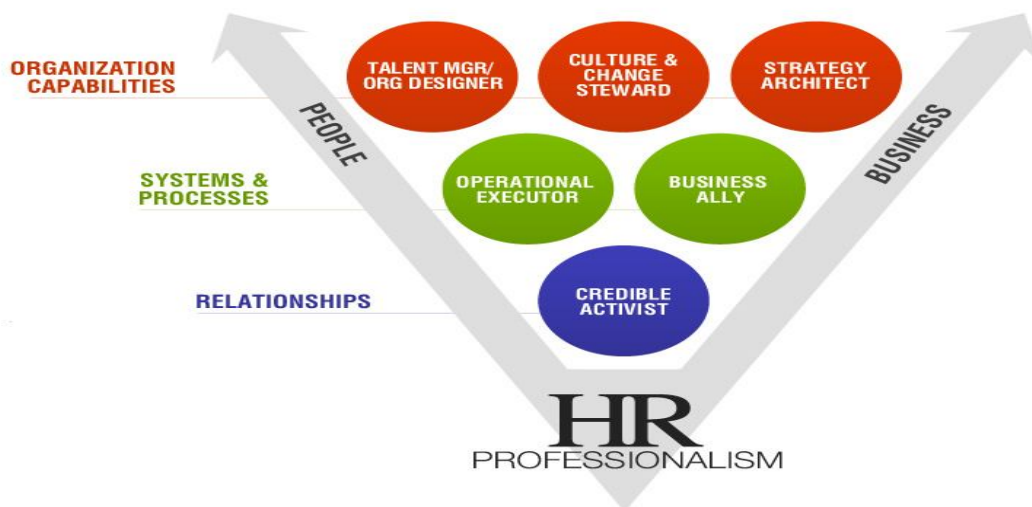 ORGANIZATION
CAPABILITIES
TALENT MGR/
ORG DESIGNER
CULTURE &
CHANGE
STEWARD
STRATEGY
ARCHITECT
PEOPLE
BUSINESS
SYSTEMS &
PROCESSES
OPERATIONAL
EXECUTOR
BUSINESS
ALLY
RELATIONSHIPS
CREDIBLE
ACTIVIST
HR
PROFESSIONALISM